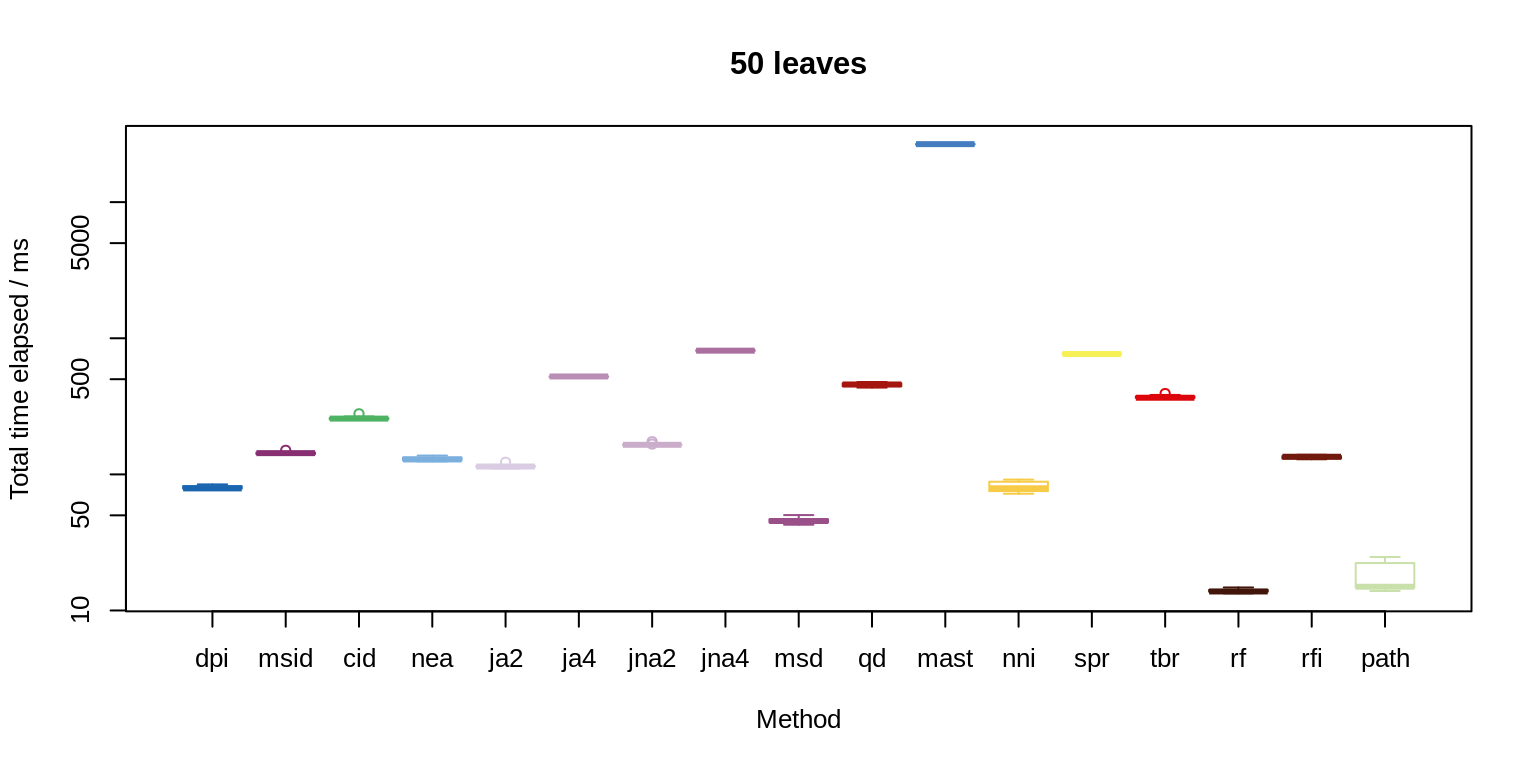 50 leaves
Total time elapsed / ms
5000
500
50
10
dpi msid cid nea ja2 ja4 jna2 jna4 msd qd mast nni spr tbr rf rfi path
Method